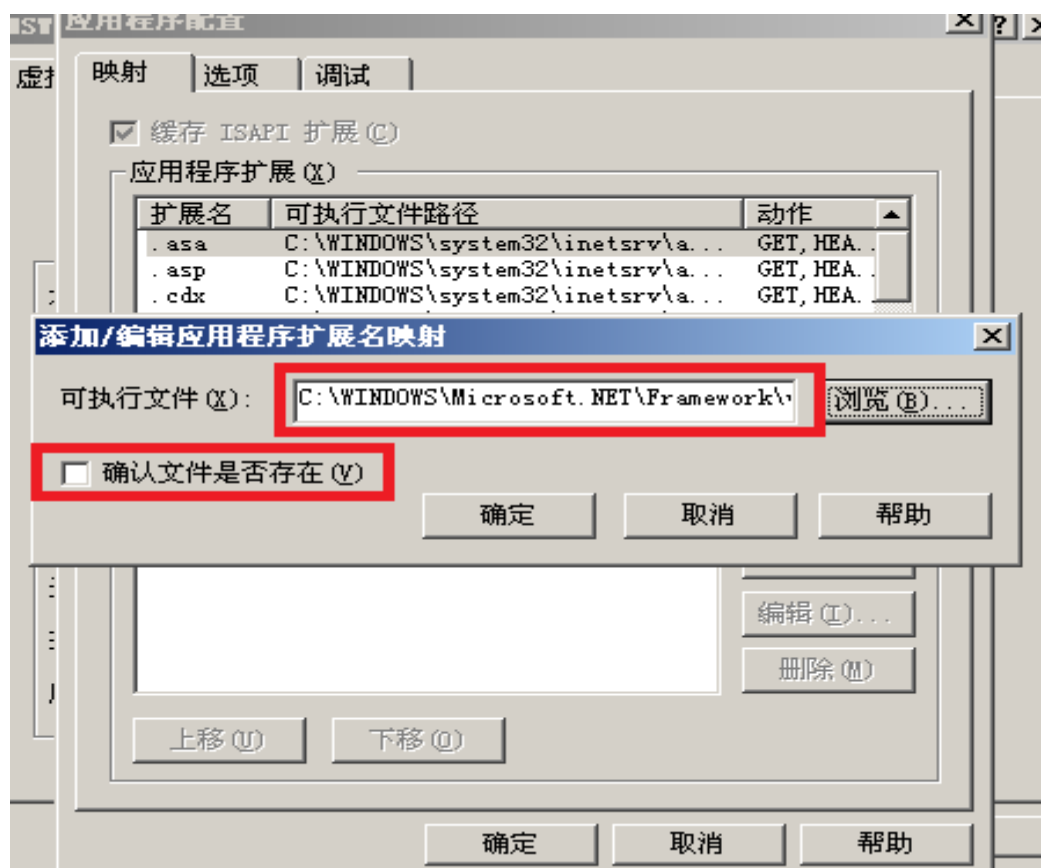 IST 应用程序配置 ?
虚拟
映射 选项 调试
缓存 ISAPI 扩展(C)
应用程序扩展(X)
扩展名 可执行文件路径 动作
.asa C:\WINDOWS\system32\inetsrv\a... GET,HEA...
.asp C:\WINDOWS\system32\inetsrv\a... GET,HEA...
.cdx C:\WINDOWS\system32\inetsrv\a... GET,HEA...
添加/编辑应用程序扩展名映射
可执行文件(X): C:\WINDOWS\Microsoft.NET\Framework\v 浏览(B)...
确认文件是否存在(V)
确定 取消 帮助
编辑(I)...
删除(M)
上移(U) 下移(O)
确定 取消 帮助